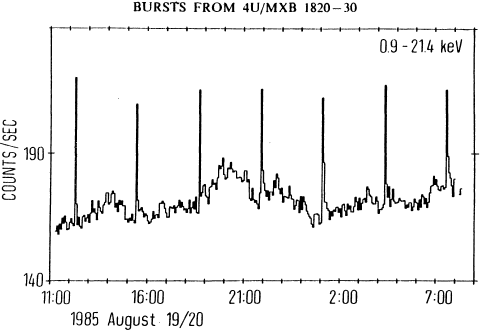 BURSTS FROM 4U/MXB 1820–30
0.9 - 21.4 keV
COUNTS/SEC
190
140
11:00 16:00 21:00 2:00 7:00
1985 August 19/20